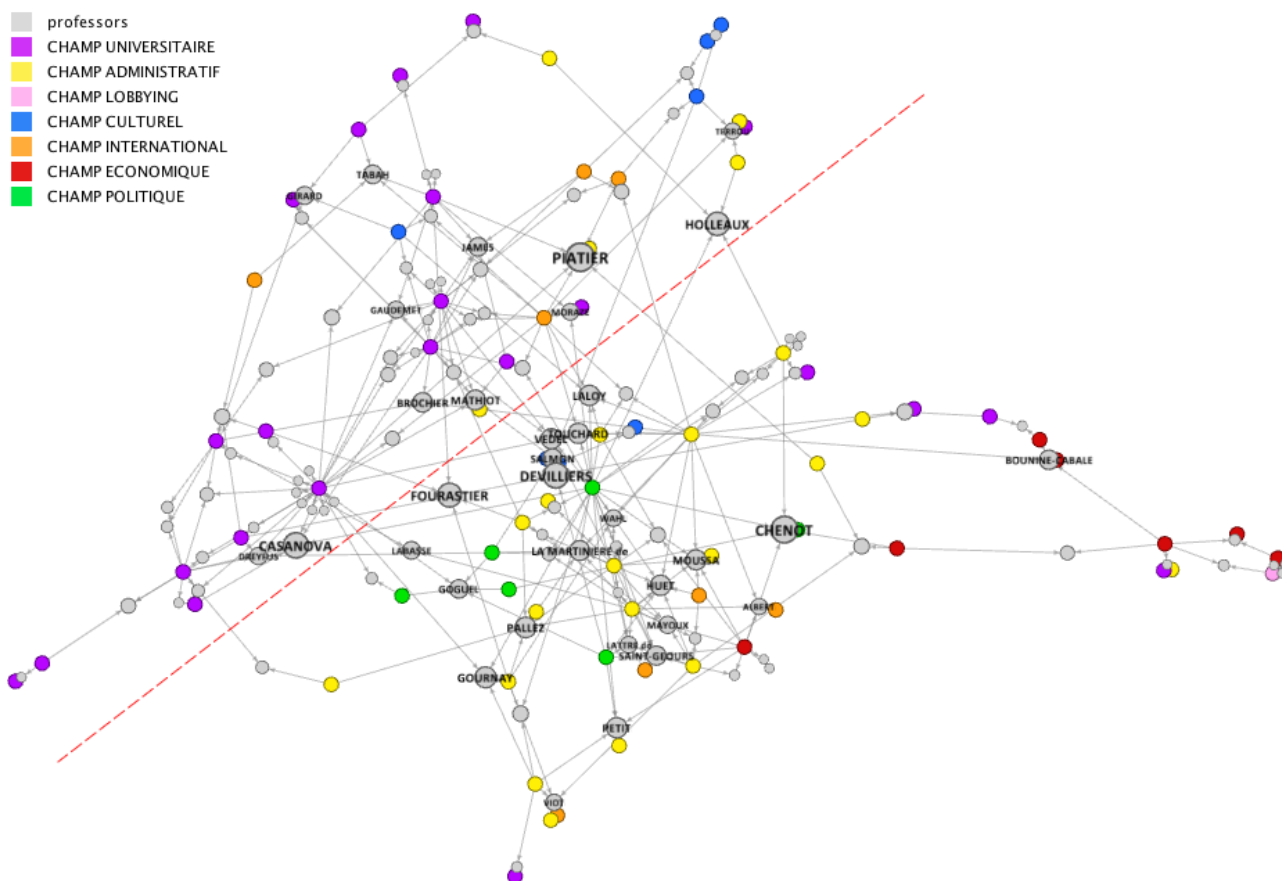 professors
CHAMP UNIVERSITAIRE
CHAMP ADMINISTRATIF
CHAMP LOBBYING
CHAMP CULTUREL
CHAMP INTERNATIONAL
CHAMP ECONOMIQUE
CHAMP POLITIQUE
TABAH
HOLLEAUX
JAMES
PIATIER
GAUDEMET
MORAZE
LALOY
BROCHIER
MATHIOT
TOUCHARD
VEDEL
SALMON
BOUNINE-CABALE
DEVILLIERS
FOURASTIER
WAHL
CHENOT
CASANOVA
DREYFUS
LA MARTINIERE de
MOUSSA
GOGUEL
HUET
ALBERT
PALLEZ
MAYOUX
LATTRE de
SAINT-GEOURS
GOURNAY
PETIT
VIOT